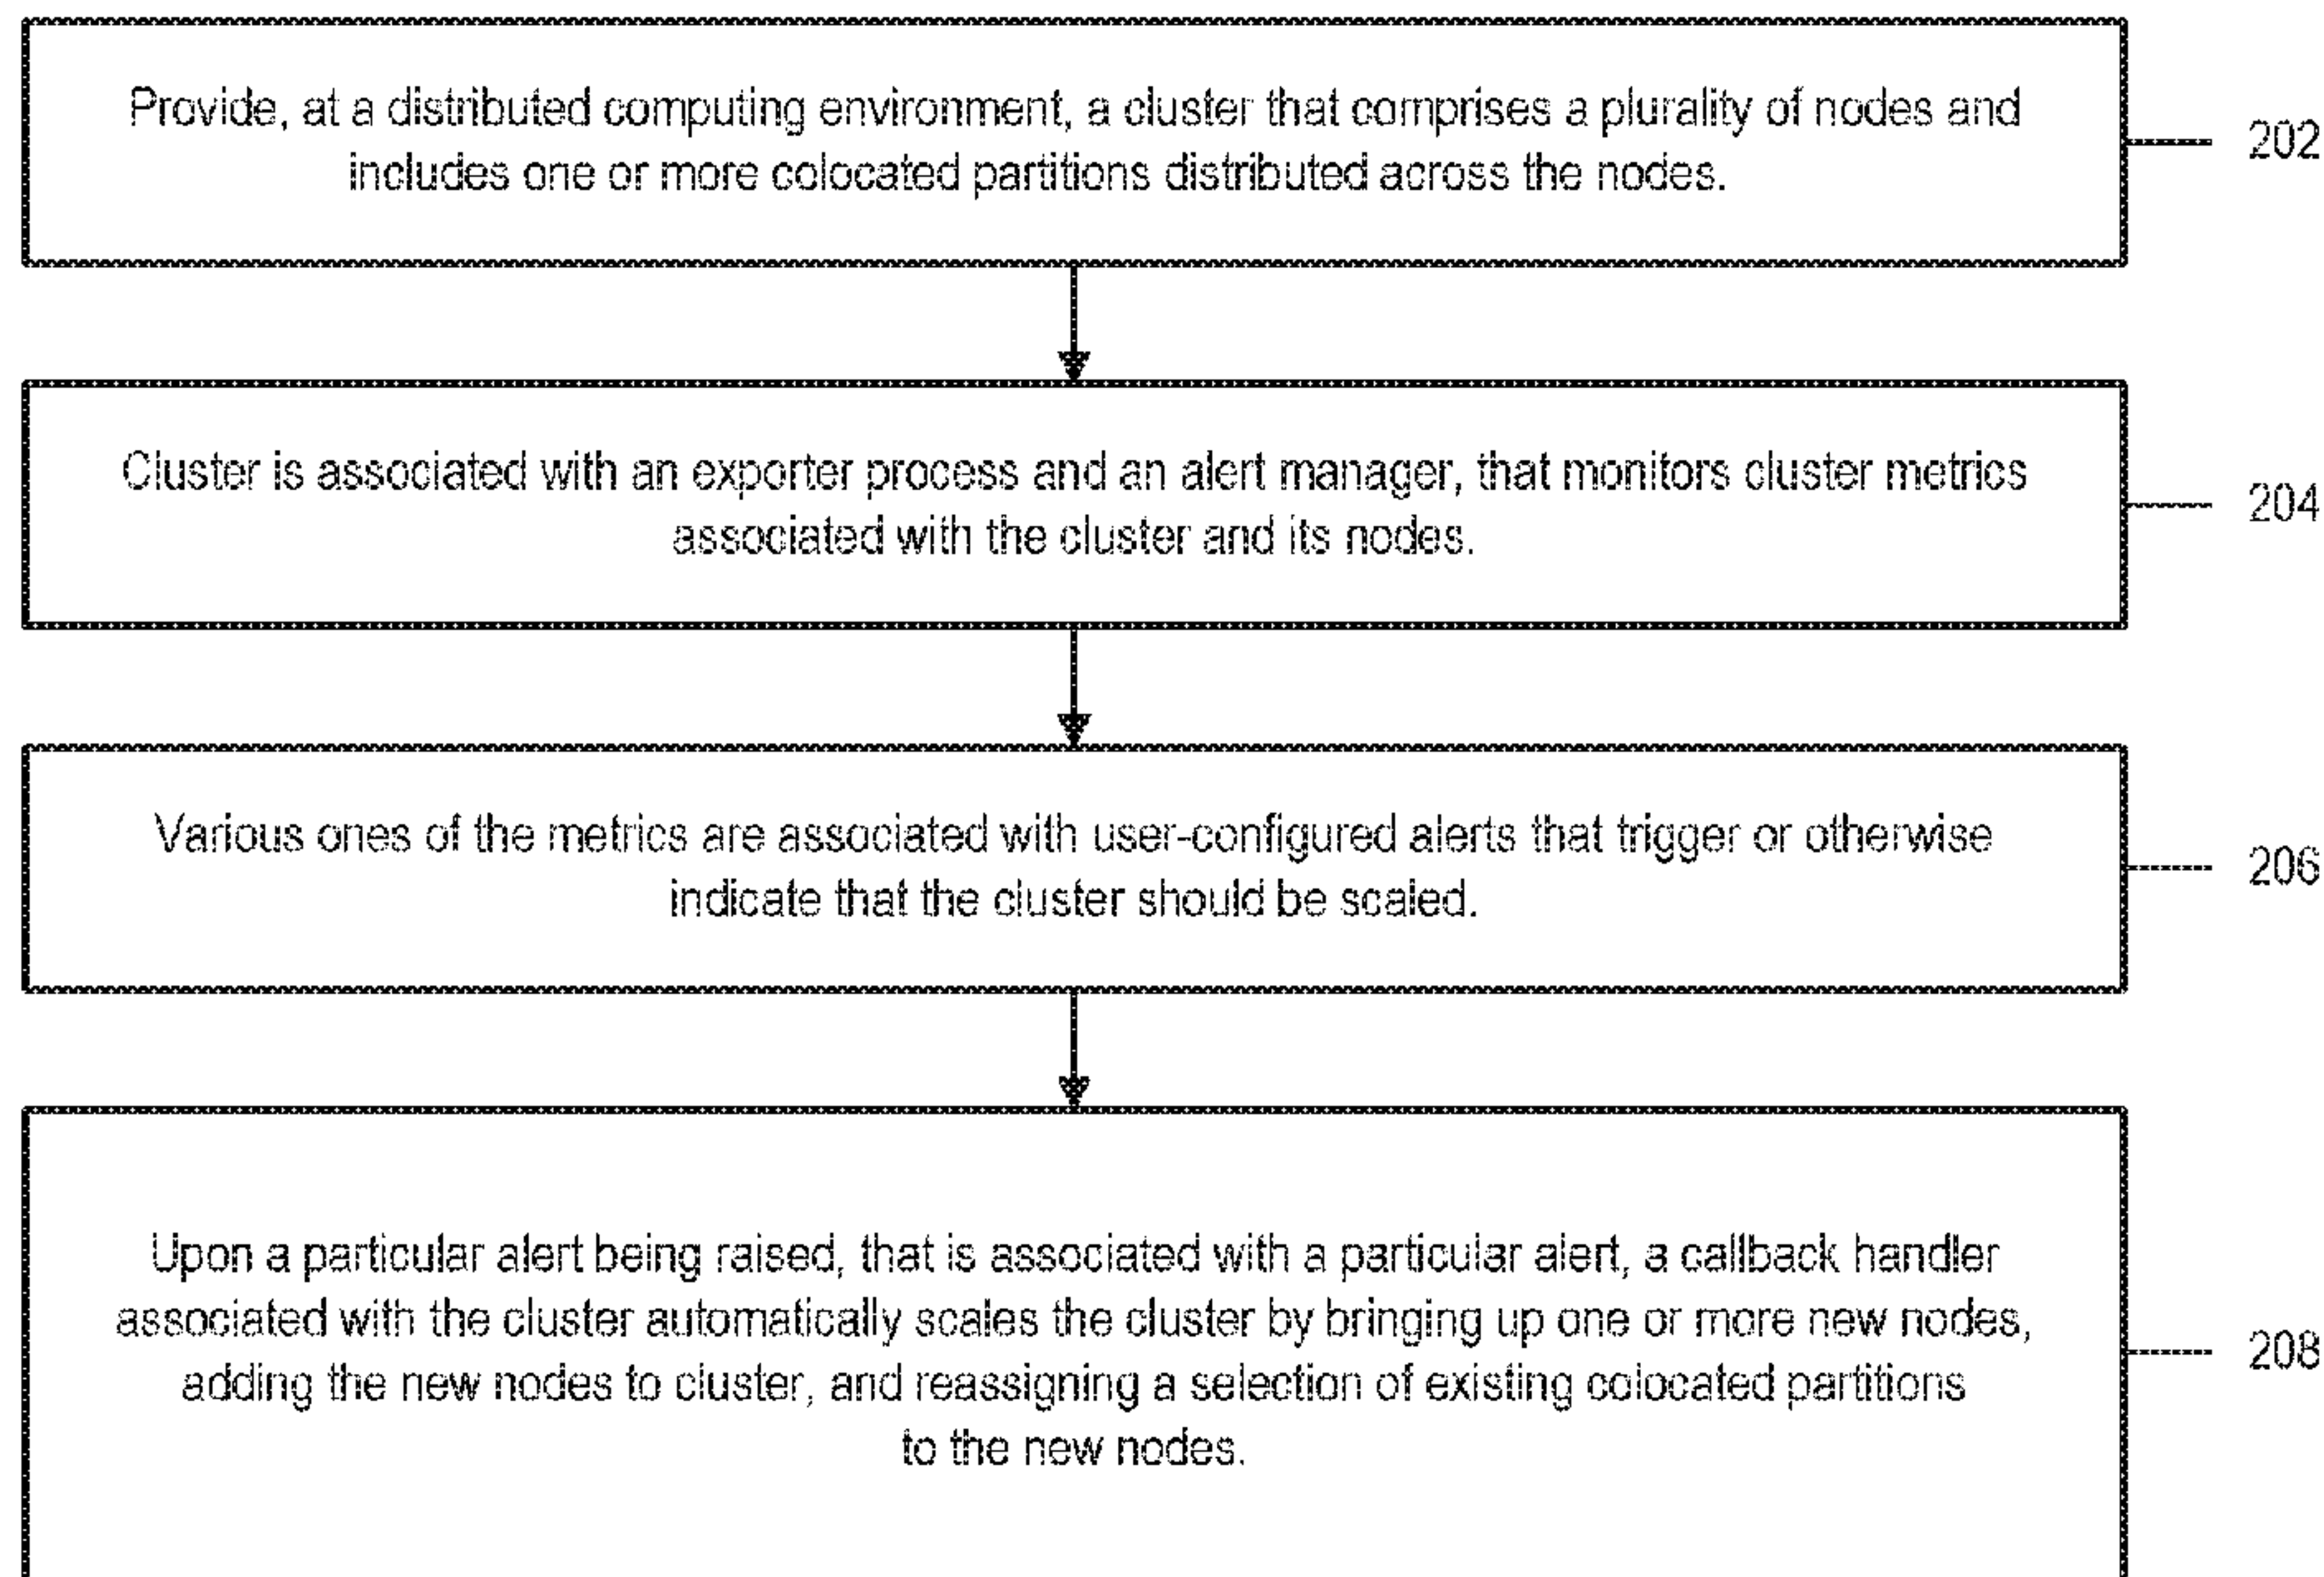 Provide, at a distributed computing environment, a cluster that comprises a plurality of nodes and
includes one or more colocated partitions distributed across the nodes.
202
Cluster is associated with an exporter process and an alert manager, that monitors cluster metrics
associated with the cluster and its nodes.
204
Various ones of the metrics are associated with user-configured alerts that trigger or otherwise
indicate that the cluster should be scaled.
206
Upon a particular alert being raised, that is associated with a particular alert, a callback handler
associated with the cluster automatically scales the cluster by bringing up one or more new nodes,
adding the new nodes to cluster, and reassigning a selection of existing colocated partitions
to the new nodes.
208